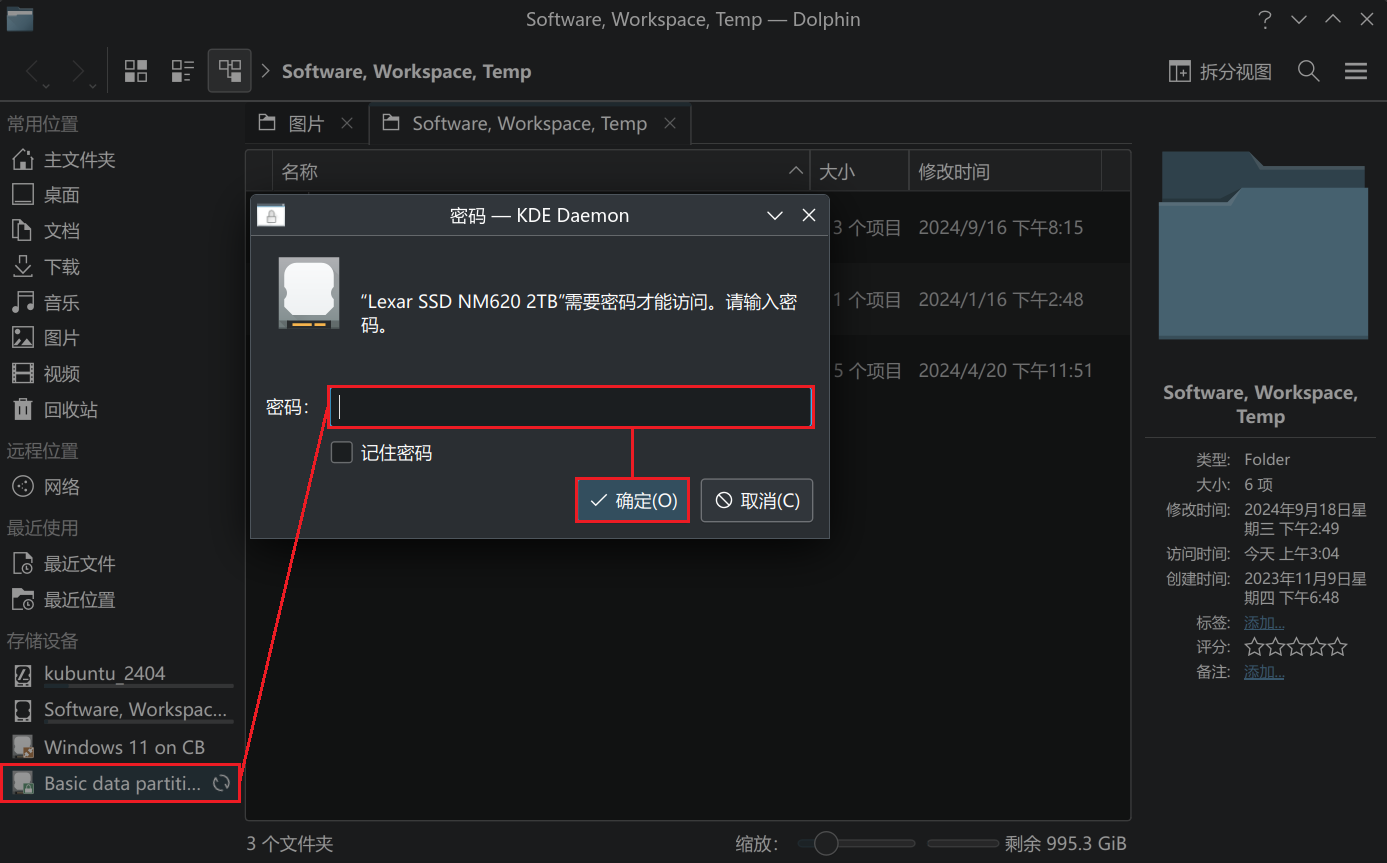 Software, Workspace, Temp — Dolphin
Software, Workspace, Temp
拆分视图
常用位置
主文件夹
桌面
文档
下载
音乐
图片
视频
回收站
远程位置
网络
最近使用
最近文件
最近位置
存储设备
kubuntu_2404
Software, Workspac...
Windows 11 on CB
Basic data partiti...
图片
Software, Workspace, Temp
名称 大小 修改时间
3 个项目 2024/9/16 下午8:15
1 个项目 2024/1/16 下午2:48
5 个项目 2024/4/20 下午11:51
密码 — KDE Daemon
“Lexar SSD NM620 2TB”需要密码才能访问。请输入密
码。
密码：
记住密码
确定(O) 取消(C)
3 个文件夹
缩放：
剩余 995.3 GiB
Software, Workspace,
Temp
类型: Folder
大小: 6 项
修改时间: 2024年9月18日星
期三 下午2:49
访问时间: 今天 上午3:04
创建时间: 2023年11月9日星
期四 下午6:48
标签: 添加...
评分:
备注: 添加...